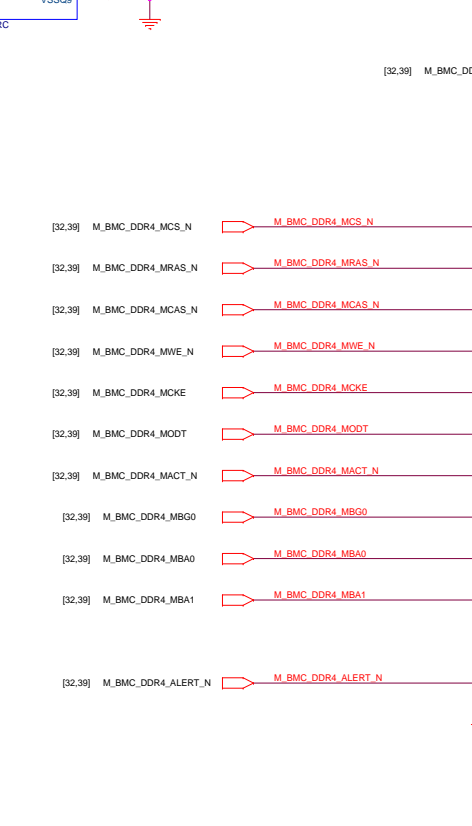 VSSQ9
RC
[32,39] M_BMC_DD
[32,39] M_BMC_DDR4_MCS_N M_BMC_DDR4_MCS_N
[32,39] M_BMC_DDR4_MRAS_N M_BMC_DDR4_MRAS_N
[32,39] M_BMC_DDR4_MCAS_N M_BMC_DDR4_MCAS_N
[32,39] M_BMC_DDR4_MWE_N M_BMC_DDR4_MWE_N
[32,39] M_BMC_DDR4_MCKE M_BMC_DDR4_MCKE
[32,39] M_BMC_DDR4_MODT M_BMC_DDR4_MODT
[32,39] M_BMC_DDR4_MACT_N M_BMC_DDR4_MACT_N
[32,39] M_BMC_DDR4_MBG0 M_BMC_DDR4_MBG0
[32,39] M_BMC_DDR4_MBA0 M_BMC_DDR4_MBA0
[32,39] M_BMC_DDR4_MBA1 M_BMC_DDR4_MBA1
[32,39] M_BMC_DDR4_ALERT_N M_BMC_DDR4_ALERT_N